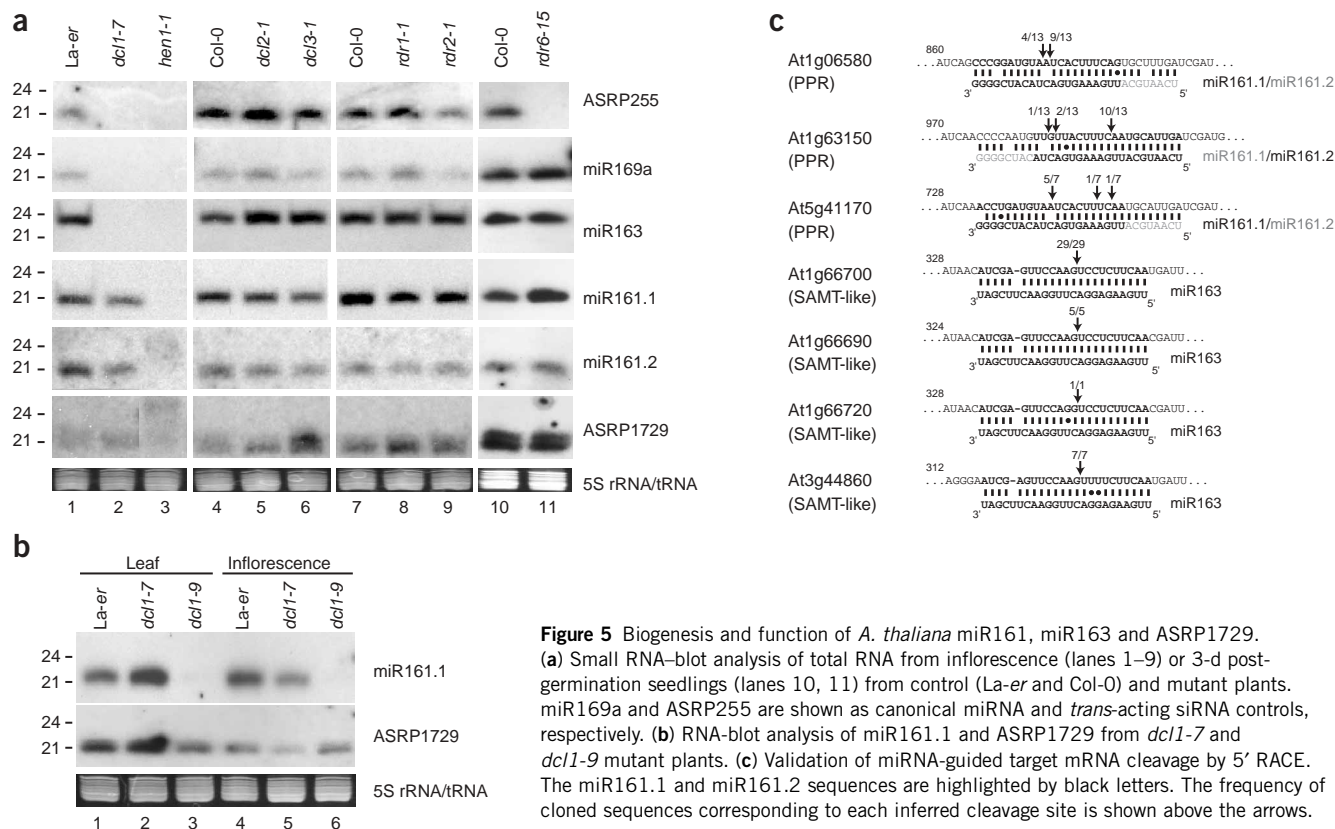 a
La-er dcl1-7 hen1-1 Col-0 dcl2-1 dcl3-1 Col-0 rdr1-1 rdr2-1 Col-0 rdr6-15
24 -
21 -
ASRP255
24 -
21 -
miR169a
24 -
21 -
miR163
24 -
21 -
miR161.1
24 -
21 -
miR161.2
24 -
21 -
ASRP1729
5S rRNA/tRNA
1 2 3 4 5 6 7 8 9 10 11
b
Leaf Inflorescence
La-er dcl1-7 dcl1-9 La-er dcl1-7 dcl1-9
24 -
21 -
miR161.1
24 -
21 -
ASRP1729
5S rRNA/tRNA
1 2 3 4 5 6
c
4/13 9/13
860
At1g06580
(PPR)
...AUCAGCCCGGAUGUAAUCACUUUCAGUGCUUUGAUCGAU...
3' GGGGCUACAUCAGUGAAAGUUACGUAACU 5'
miR161.1/miR161.2
1/13 2/13 10/13
970
At1g63150
(PPR)
...AUCAACCCCAAUGUUGUUACUUUCAAUGCAUUGAUCGAUG...
3' GGGGCUACAUCAGUGAAAGUUACGUAACU 5'
miR161.1/miR161.2
5/7 1/7 1/7
728
At5g41170
(PPR)
...AUCAAACCUGAUGUAAUCACUUUCAAUGCAUUGAUCGAU...
3' GGGGCUACAUCAGUGAAAGUUACGUAACU 5'
miR161.1/miR161.2
29/29
328
At1g66700
(SAMT-like)
...AUAACAUCGA-GUUCCAAGUCCUCUUCAAUGAUU...
3' UAGCUUCAAGGUUCAGGAGAAGUU 5'
miR163
5/5
324
At1g66690
(SAMT-like)
...AUAACAUCGA-GUUCCAAGUCCUCUUCAACGAUU...
3' UAGCUUCAAGGUUCAGGAGAAGUU 5'
miR163
1/1
328
At1g66720
(SAMT-like)
...AUAACAUCGA-GUUCCAGGUCCUCUUCAACGAUU...
3' UAGCUUCAAGGUUCAGGAGAAGUU 5'
miR163
7/7
312
At3g44860
(SAMT-like)
...AGGGAAUCG-AGUUCCAAGUUUUCUUCAAUGAUU...
3' UAGCUUCAAGGUUCAGGAGAAGUU 5'
miR163
Figure 5 Biogenesis and function of A. thaliana miR161, miR163 and ASRP1729.
(a) Small RNA–blot analysis of total RNA from inflorescence (lanes 1–9) or 3-d post-
germination seedlings (lanes 10, 11) from control (La-er and Col-0) and mutant plants.
miR169a and ASRP255 are shown as canonical miRNA and trans-acting siRNA controls,
respectively. (b) RNA-blot analysis of miR161.1 and ASRP1729 from dcl1-7 and
dcl1-9 mutant plants. (c) Validation of miRNA-guided target mRNA cleavage by 5′ RACE.
The miR161.1 and miR161.2 sequences are highlighted by black letters. The frequency of
cloned sequences corresponding to each inferred cleavage site is shown above the arrows.